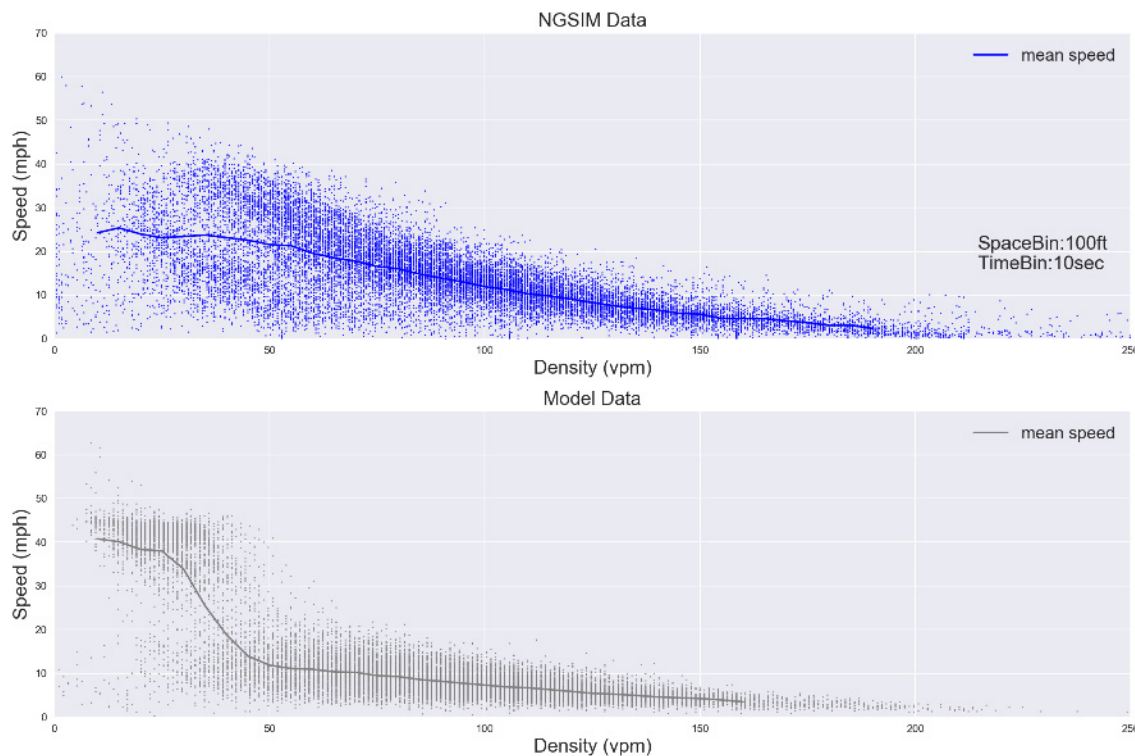 NGSIM Data
70
60
50
40
30
20
10
0
Speed (mph)
mean speed
SpaceBin:100ft
TimeBin:10sec
0 50 100 150 200 250
Density (vpm)
Model Data
70
60
50
40
30
20
10
0
Speed (mph)
mean speed
0 50 100 150 200 250
Density (vpm)